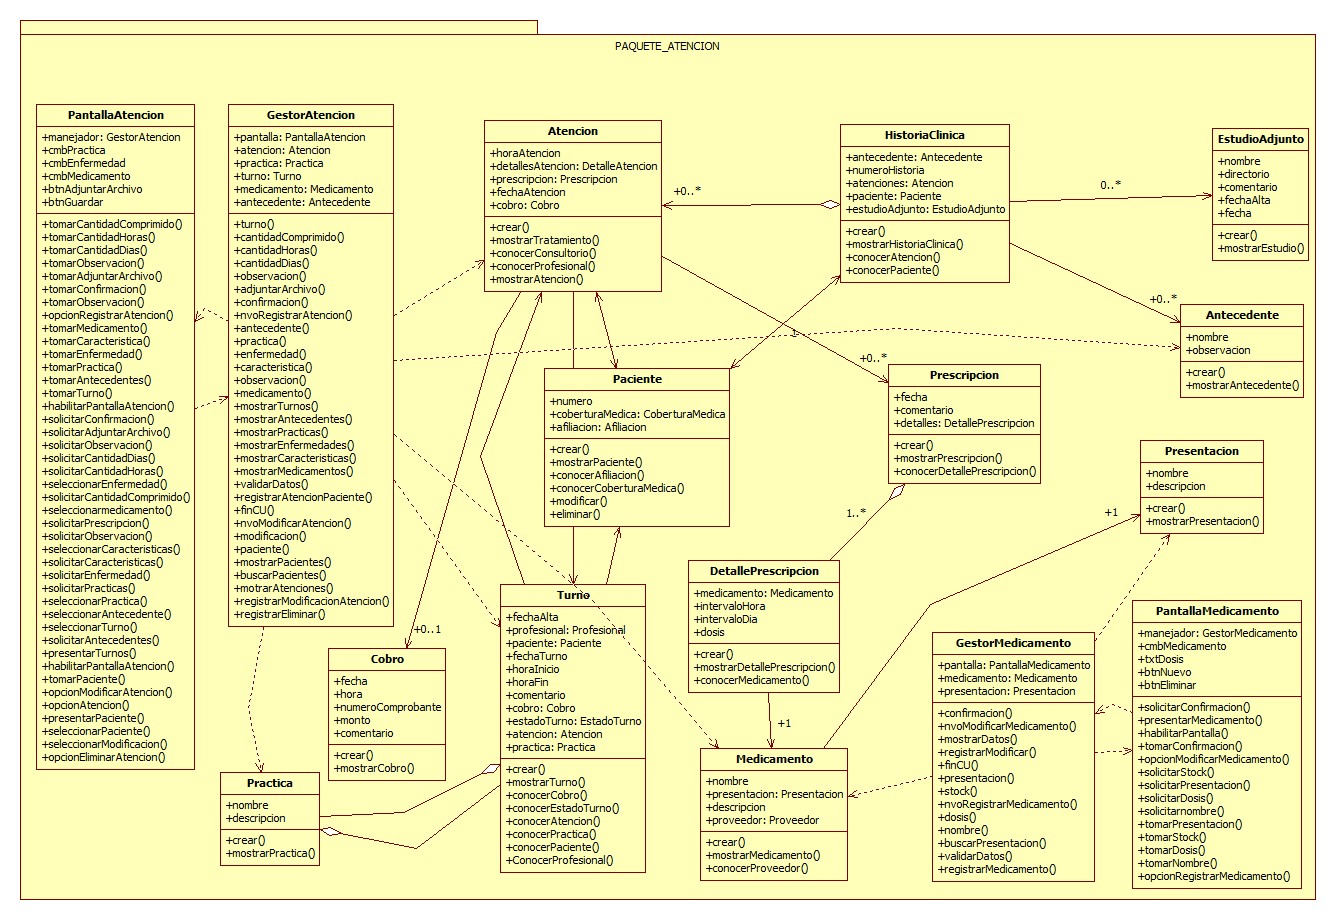 PAQUETE_ATENCION
PantallaAtencion
+manejador: GestorAtencion
+cmbPractica
+cmbEnfermedad
+cmbMedicamento
+btnAdjuntarArchivo
+btnGuardar
+tomarCantidadComprimido()
+tomarCantidadHoras()
+tomarCantidadDias()
+tomarObservacion()
+tomarAdjuntarArchivo()
+tomarConfirmacion()
+tomarObservacion()
+opcionRegistrarAtencion()
+tomarMedicamento()
+tomarCaracteristica()
+tomarEnfermedad()
+tomarPractica()
+tomarAntecedentes()
+tomarTurno()
+habilitarPantallaAtencion()
+solicitarConfirmacion()
+solicitarAdjuntarArchivo()
+solicitarObservacion()
+solicitarCantidadDias()
+solicitarCantidadHoras()
+seleccionarEnfermedad()
+solicitarCantidadComprimido()
+seleccionarmedicamento()
+solicitarPrescripcion()
+solicitarObservacion()
+seleccionarCaracteristicas()
+solicitarCaracteristicas()
+solicitarEnfermedad()
+solicitarPracticas()
+seleccionarPractica()
+seleccionarAntecedente()
+seleccionarTurno()
+solicitarAntecedentes()
+presentarTurnos()
+habilitarPantallaAtencion()
+tomarPaciente()
+opcionModificarAtencion()
+opcionAtencion()
+presentarPaciente()
+seleccionarPaciente()
+seleccionarModificacion()
+opcionEliminarAtencion()
GestorAtencion
+pantalla: PantallaAtencion
+atencion: Atencion
+practica: Practica
+turno: Turno
+medicamento: Medicamento
+antecedente: Antecedente
+turno()
+cantidadComprimido()
+cantidadHoras()
+cantidadDias()
+observacion()
+adjuntarArchivo()
+confirmacion()
+nvoRegistrarAtencion()
+antecedente()
+practica()
+enfermedad()
+caracteristica()
+observacion()
+medicamento()
+mostrarTurnos()
+mostrarAntecedentes()
+mostrarPracticas()
+mostrarEnfermedades()
+mostrarCaracteristicas()
+mostrarMedicamentos()
+validarDatos()
+registrarAtencionPaciente()
+finCU()
+nvoModificarAtencion()
+modificacion()
+paciente()
+mostrarPacientes()
+buscarPacientes()
+motrarAtenciones()
+registrarModificacionAtencion()
+registrarEliminar()
Atencion
+horaAtencion
+detallesAtencion: DetalleAtencion
+prescripcion: Prescripcion
+fechaAtencion
+cobro: Cobro
+crear()
+mostrarTratamiento()
+conocerConsultorio()
+conocerProfesional()
+mostrarAtencion()
+0..*
HistoriaClinica
+antecedente: Antecedente
+numeroHistoria
+atenciones: Atencion
+paciente: Paciente
+estudioAdjunto: EstudioAdjunto
+crear()
+mostrarHistoriaClinica()
+conocerAtencion()
+conocerPaciente()
0..*
EstudioAdjunto
+nombre
+directorio
+comentario
+fechaAlta
+fecha
+crear()
+mostrarEstudio()
+0..*
Antecedente
+nombre
+observacion
+crear()
+mostrarAntecedente()
1
+0..*
Paciente
+numero
+coberturaMedica: CoberturaMedica
+afiliacion: Afiliacion
+crear()
+mostrarPaciente()
+conocerAfiliacion()
+conocerCoberturaMedica()
+modificar()
+eliminar()
Prescripcion
+fecha
+comentario
+detalles: DetallePrescripcion
+crear()
+mostrarPrescripcion()
+conocerDetallePrescripcion()
1..*
Presentacion
+nombre
+descripcion
+crear()
+mostrarPresentacion()
+1
DetallePrescripcion
+medicamento: Medicamento
+intervaloHora
+intervaloDia
+dosis
+crear()
+mostrarDetallePrescripcion()
+conocerMedicamento()
+1
Turno
+fechaAlta
+profesional: Profesional
+paciente: Paciente
+fechaTurno
+horaInicio
+horaFin
+comentario
+cobro: Cobro
+estadoTurno: EstadoTurno
+atencion: Atencion
+practica: Practica
+crear()
+mostrarTurno()
+conocerCobro()
+conocerEstadoTurno()
+conocerAtencion()
+conocerPractica()
+conocerPaciente()
+ConocerProfesional()
+0..1
Cobro
+fecha
+hora
+numeroComprobante
+monto
+comentario
+crear()
+mostrarCobro()
Practica
+nombre
+descripcion
+crear()
+mostrarPractica()
Medicamento
+nombre
+presentacion: Presentacion
+descripcion
+proveedor: Proveedor
+crear()
+mostrarMedicamento()
+conocerProveedor()
GestorMedicamento
+pantalla: PantallaMedicamento
+medicamento: Medicamento
+presentacion: Presentacion
+confirmacion()
+nvoModificarMedicamento()
+mostrarDatos()
+registrarModificar()
+finCU()
+presentacion()
+stock()
+nvoRegistrarMedicamento()
+dosis()
+nombre()
+buscarPresentacion()
+validarDatos()
+registrarMedicamento()
PantallaMedicamento
+manejador: GestorMedicamento
+cmbMedicamento
+txtDosis
+btnNuevo
+btnEliminar
+solicitarConfirmacion()
+presentarMedicamento()
+habilitarPantalla()
+tomarConfirmacion()
+opcionModificarMedicamento()
+solicitarStock()
+solicitarPresentacion()
+solicitarDosis()
+solicitarnombre()
+tomarPresentacion()
+tomarStock()
+tomarDosis()
+tomarNombre()
+opcionRegistrarMedicamento()